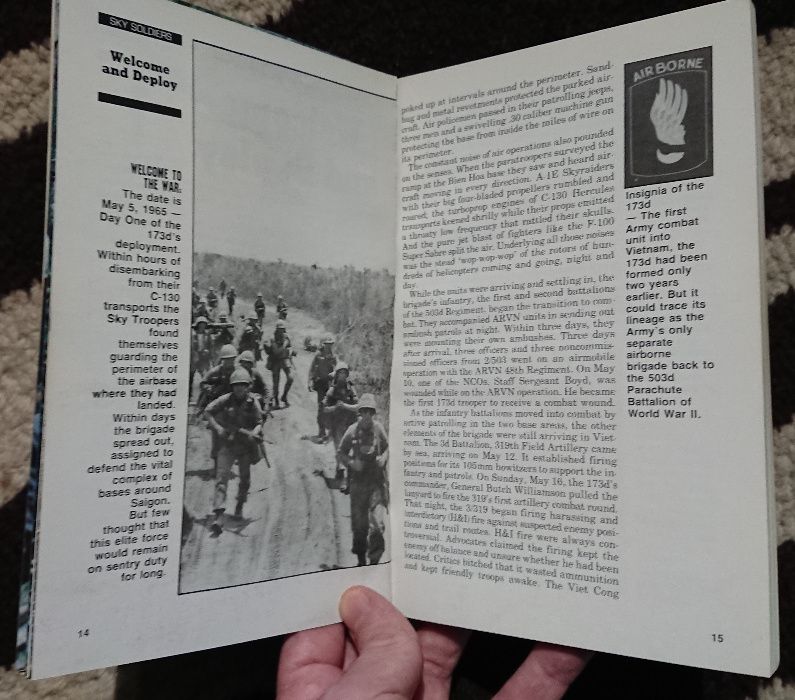 SKY SOLDIERS
Welcome
and Deploy
WELCOME TO
THE WAR.
The date is
May 5, 1965 —
Day One of the
173d's
deployment.
Within hours of
disembarking
from their
C-130
transports the
Sky Troopers
found
themselves
guarding the
perimeter of
the airbase
where they had
landed.
Within days
the brigade
spread out,
assigned to
defend the vital
complex of
bases around
Saigon.
But few
thought that
this elite force
would remain
on sentry duty
for long.
14
poked up at intervals around the perimeter. Sand-
bag and metal revetments protected the parked air-
craft. Air policemen passed in their patrolling jeeps,
three men and a swivelling .30 caliber machine gun
protecting the base from inside the miles of wire on
its perimeter.
The constant noise of air operations also pounded
on the senses. When the paratroopers surveyed the
ramp at the Bien Hoa base they saw and heard air-
craft moving in every direction. A-1E Skyraiders
with their big four-bladed propellers rumbled and
roared; the turboprop engines of C-130 Hercules
transports keened shrilly while their props emitted
a throaty low frequency that rattled their skulls.
And the pure jet blast of fighters like the F-100
Super Sabre split the air. Underlying all those noises
was the stead 'wop-wop-wop' of the rotors of hun-
dreds of helicopters coming and going, night and
day.
While the units were arriving and settling in, the
brigade's infantry, the first and second battalions
of the 503d Regiment, began the transition to com-
bat. They accompanied ARVN units in sending out
ambush patrols at night. Within three days, they
were mounting their own ambushes. Three days
after arrival, three officers and three noncommis-
sioned officers from 2/503 went on an airmobile
operation with the ARVN 48th Regiment. On May
10, one of the NCOs, Staff Sergeant Boyd, was
wounded while on the ARVN operation. He became
the first 173d trooper to receive a combat wound.
As the infantry battalions moved into combat by
active patrolling in the two base areas, the other
elements of the brigade were still arriving in Viet-
nam. The 3d Battalion, 319th Field Artillery came
by sea, arriving on May 12. It established firing
positions for its 105mm howitzers to support the in-
fantry and patrols. On Sunday, May 16, the 173d's
commander, General Butch Williamson pulled the
lanyard to fire the 319's first artillery combat round.
That night, the 3/319 began firing harassing and
interdictory (H&I) fire against suspected enemy posi-
tions and trail routes. H&I fire were always con-
troversal. Advocates claimed the firing kept the
enemy off balance and unsure whether he had been
located. Critics bitched that it wasted ammunition
and kept friendly troops awake. The Viet Cong
AIRBORNE
Insignia of the
173d
— The first
Army combat
unit into
Vietnam, the
173d had been
formed only
two years
earlier. But it
could trace its
lineage as the
Army's only
separate
airborne
brigade back to
the 503d
Parachute
Battalion of
World War II.
15